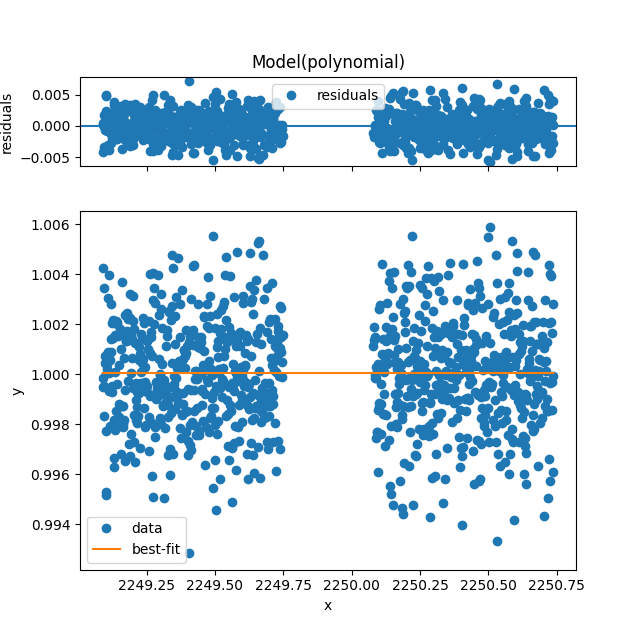 Model(polynomial)
residuals
0.005
0.000
−0.005
residuals
1.006
1.004
1.002
1.000
0.998
0.996
0.994
y
data
best-fit
2249.25 2249.50 2249.75 2250.00 2250.25 2250.50 2250.75
x